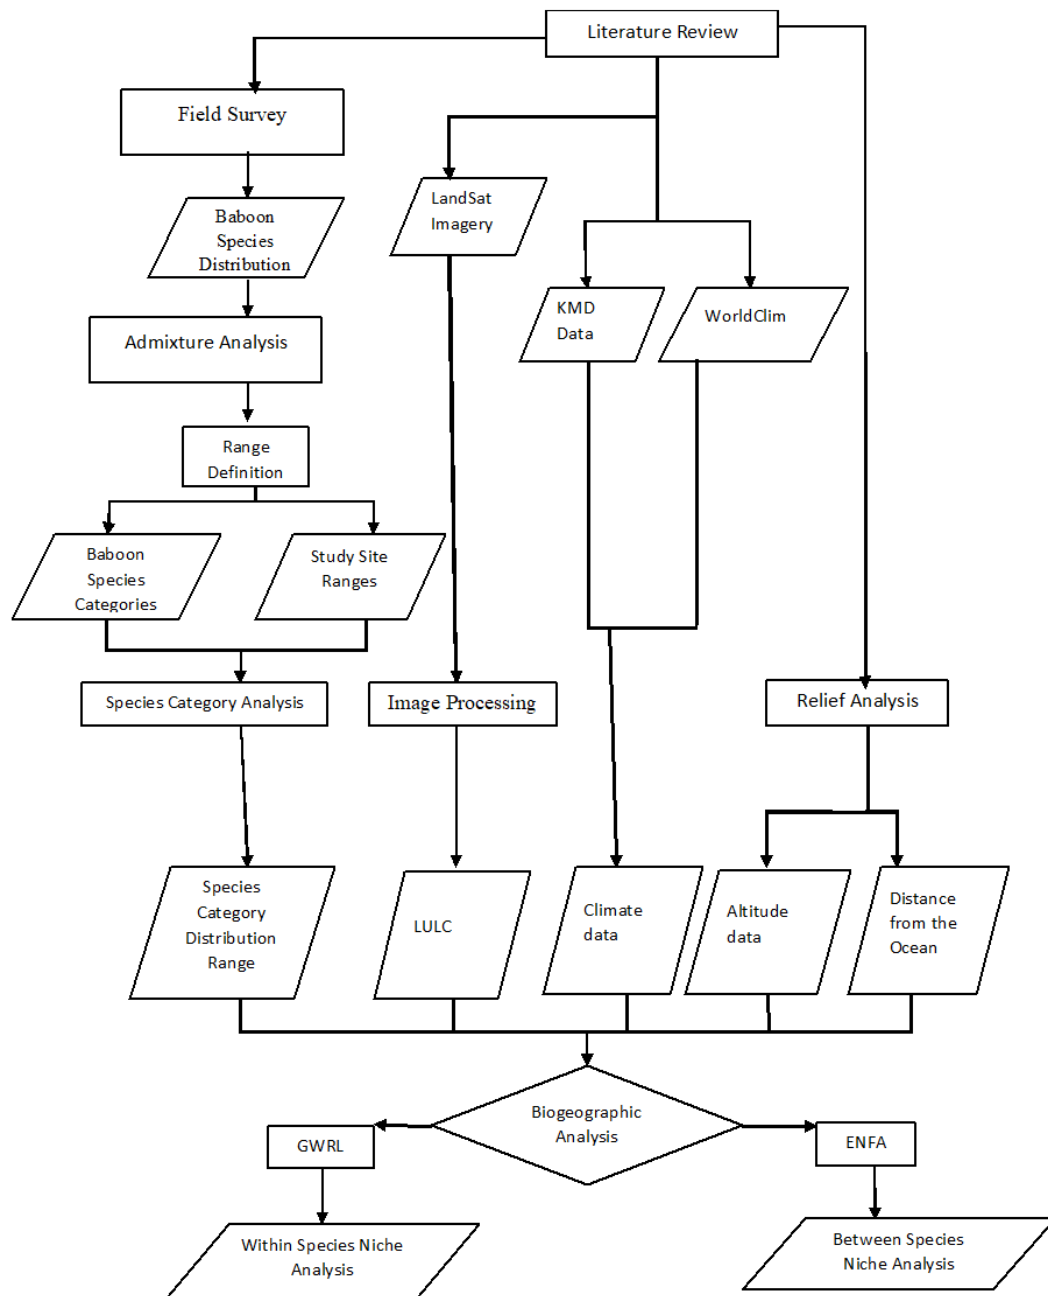 Literature Review
Field Survey
Baboon
Species
Distribution
LandSat
Imagery
KMD
Data
WorldClim
Admixture Analysis
Range
Definition
Baboon
Species
Categories
Study Site
Ranges
Species Category Analysis
Image Processing
Relief Analysis
Species
Category
Distribution
Range
LULC
Climate
data
Altitude
data
Distance
from the
Ocean
Biogeographic
Analysis
GWRL
ENFA
Within Species Niche
Analysis
Between Species
Niche Analysis